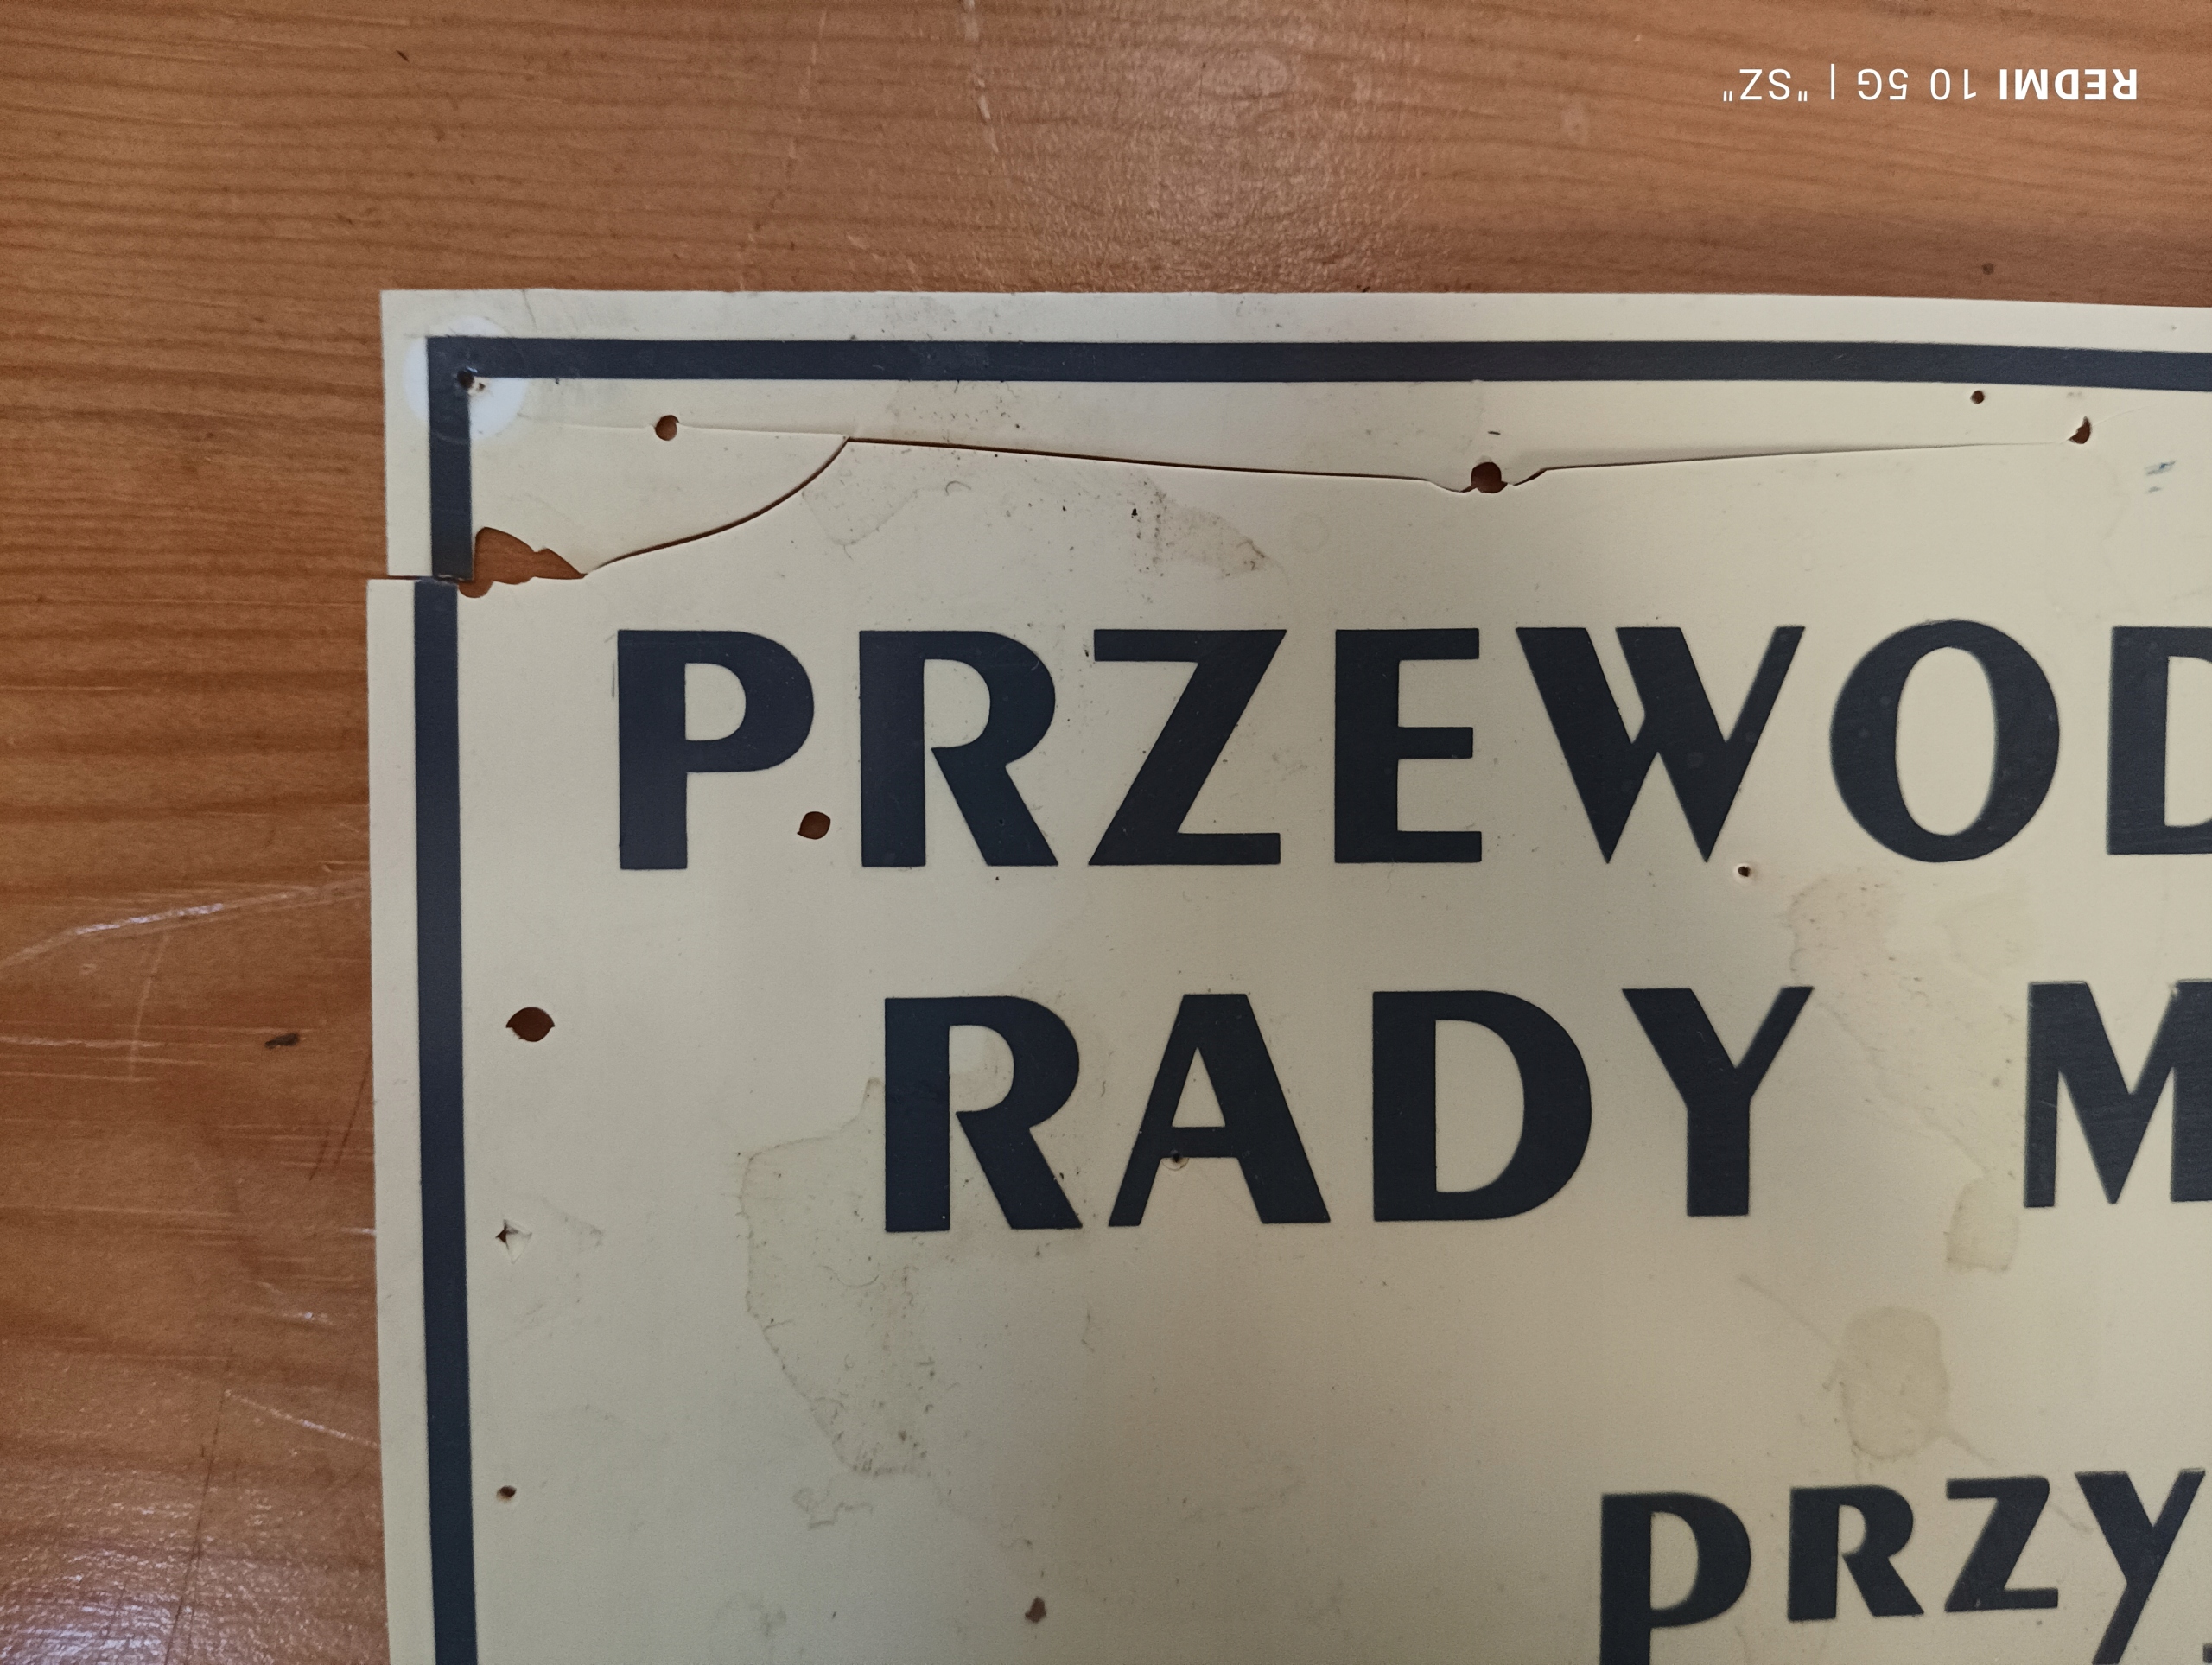 REDMI 10 5G | "SZ"
PRZEWOD
RADY M
przy